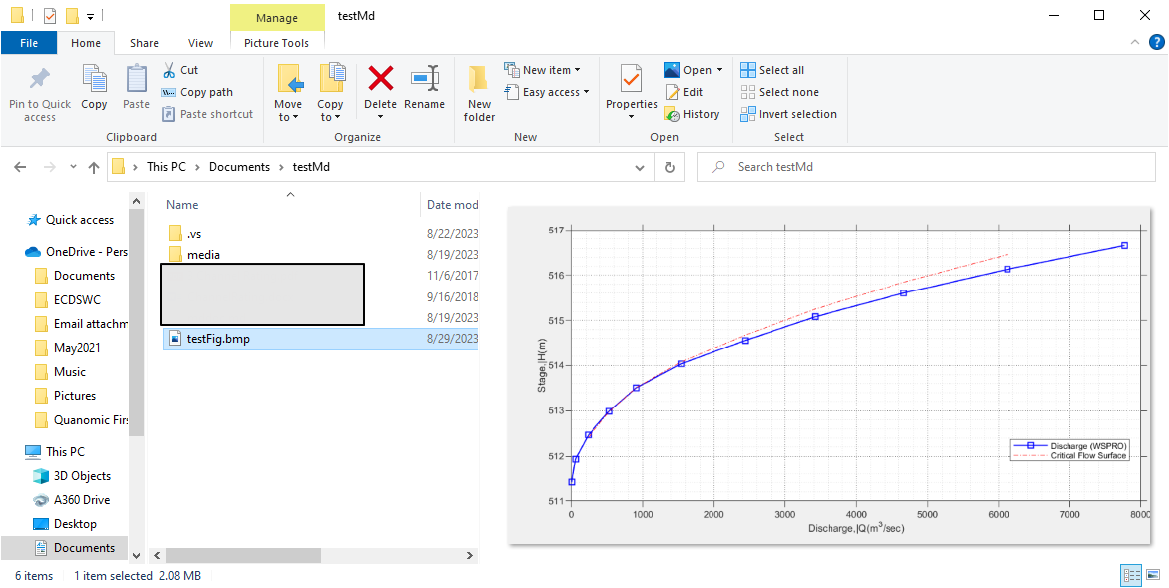 Manage
testMd
File
Home
Share
View
Picture Tools
Pin to Quick access
Copy
Paste
Cut
Copy path
Paste shortcut
Clipboard
Move to
Copy to
Delete
Rename
Organize
New folder
New item
Easy access
New
Properties
Open
Edit
History
Open
Select all
Select none
Invert selection
Select
This PC > Documents > testMd
Search testMd
Quick access
OneDrive - Pers
Documents
ECDSWC
Email attachm
May2021
Music
Pictures
Quanomic Firs
This PC
3D Objects
A360 Drive
Desktop
Documents
Name
Date mod
.vs
8/22/2023
media
8/19/2023
11/6/2017
9/16/2018
8/19/2023
testFig.bmp
8/29/2023
517
516
515
514
513
512
511
Stage,|H(m)
0 1000 2000 3000 4000 5000 6000 7000 8000
Discharge,|Q(m³/sec)
Discharge (WSPRO)
Critical Flow Surface
6 items
1 item selected 2.08 MB